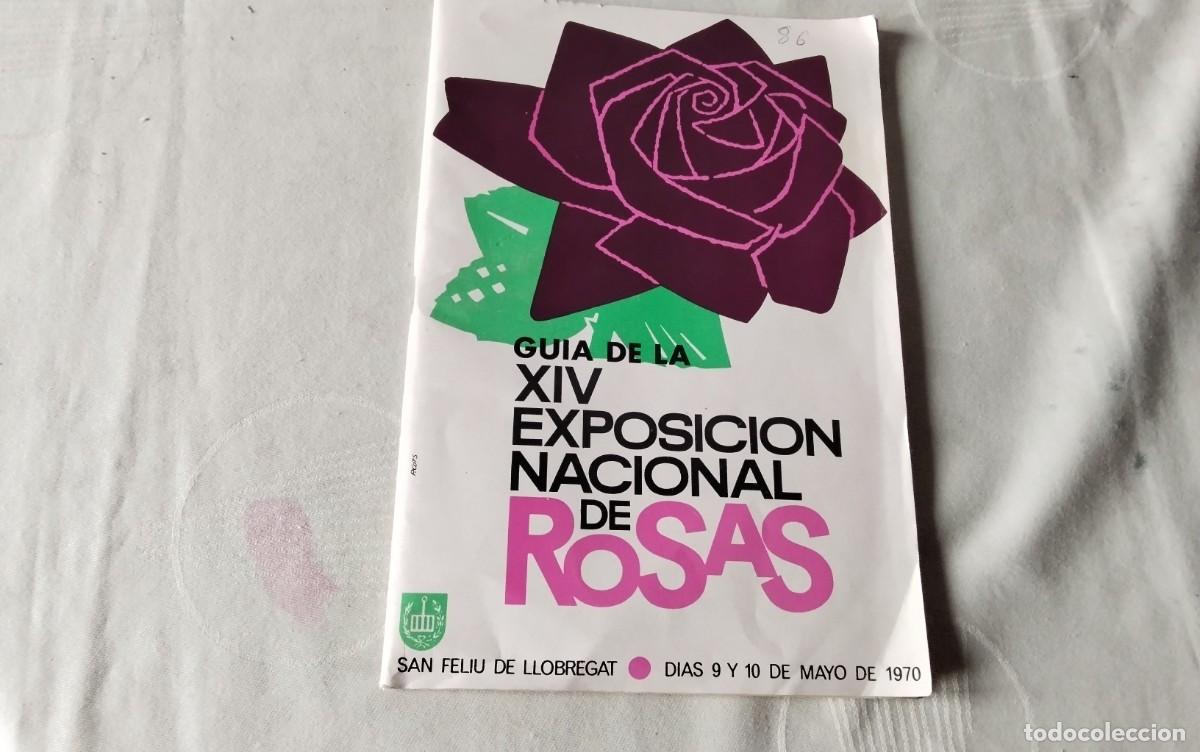 86
GUIA DE LA
XIV
EXPOSICION
NACIONAL
DE
ROSAS
SAN FELIU DE LLOBREGAT ● DIAS 9 Y 10 DE MAYO DE 1970
todocoleccion